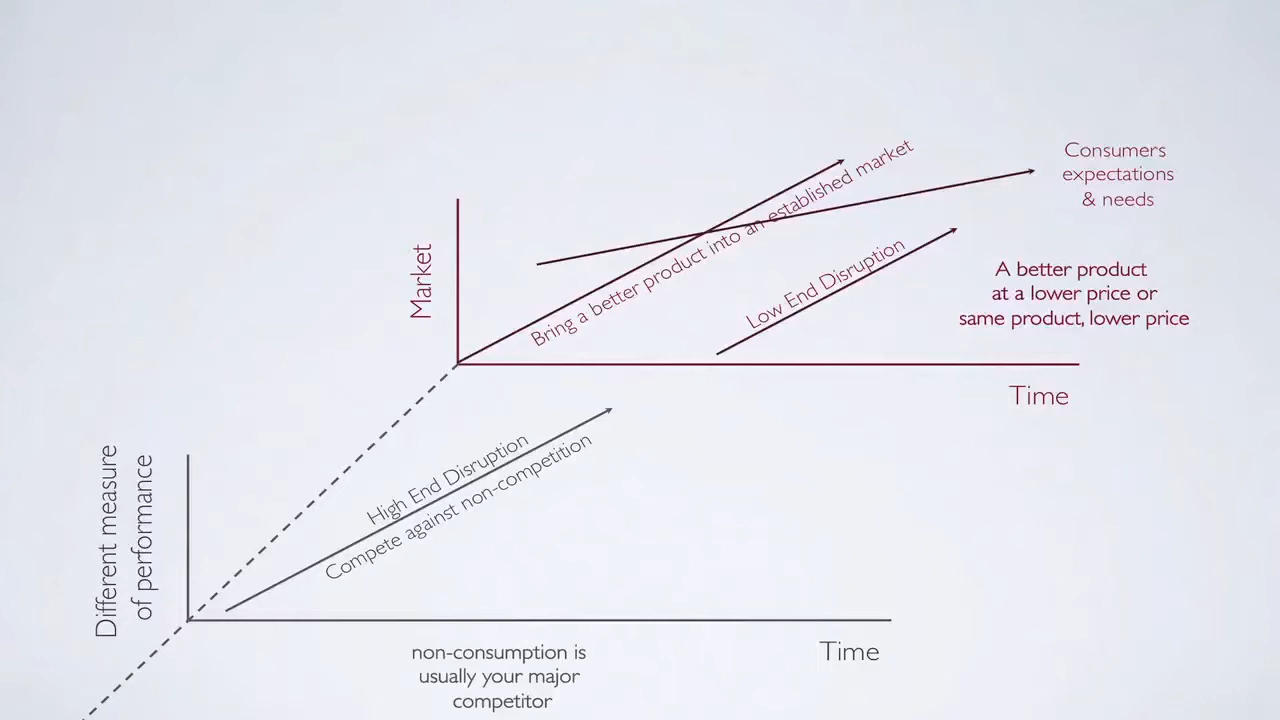 Consumers
expectations
& needs
Bring a better product into an established market
Market
Low End Disruption
A better product
at a lower price or
same product, lower price
Time
High End Disruption
Compete against non-competition
Different measure
of performance
Time
non-consumption is
usually your major
competitor